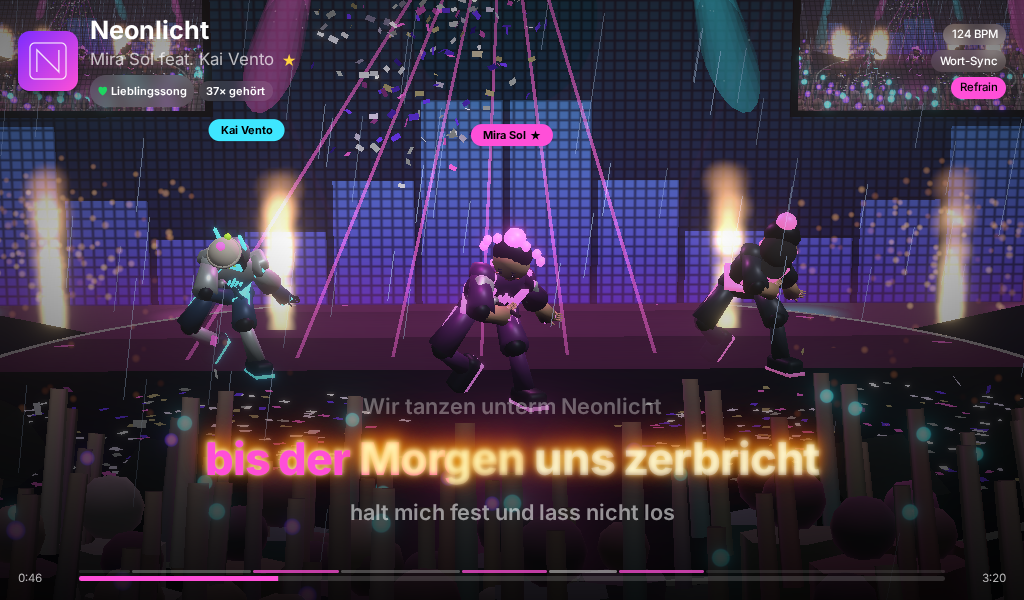 Neonlicht
Mira Sol feat. Kai Vento ★
N
Lieblingssong
37× gehört
124 BPM
Wort-Sync
Refrain
Kai Vento
Mira Sol ★
Wir tanzen unterm Neonlicht
bis der Morgen uns zerbricht
halt mich fest und lass nicht los
0:46
3:20